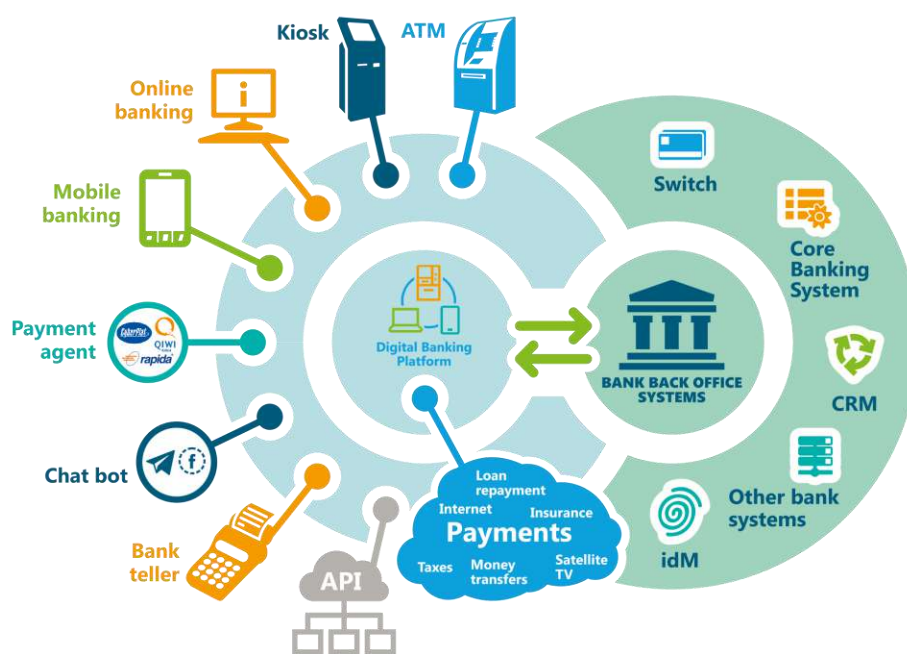 Kiosk
ATM
Online
banking
i
Mobile
banking
Payment
agent
CyberPlat
QIWI
rapida
Chat bot
f
Bank
teller
API
Digital Banking
Platform
Loan
repayment
Internet
Insurance
Payments
Taxes
Money
transfers
Satellite
TV
BANK BACK OFFICE
SYSTEMS
Switch
Core
Banking
System
CRM
Other bank
systems
idM